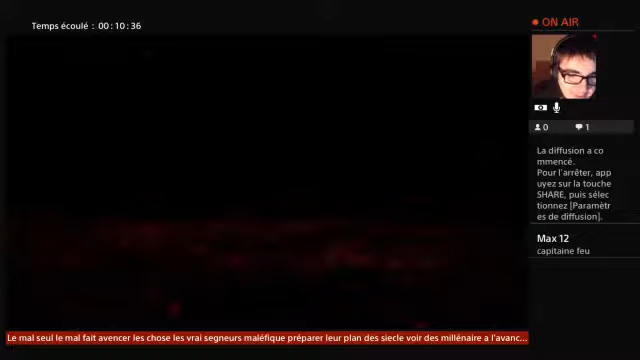 Temps écoulé : 00:10:36
ON AIR
0 1
La diffusion a co
mmencé.
Pour l'arrêter, app
uyez sur la touche
SHARE, puis sélec
tionnez [Paramètr
es de diffusion].
Max 12
capitaine feu
Le mal seul le mal fait avencer les chose les vrai segneurs maléfique préparer leur plan des siecle voir des millénaire a l'avanc...